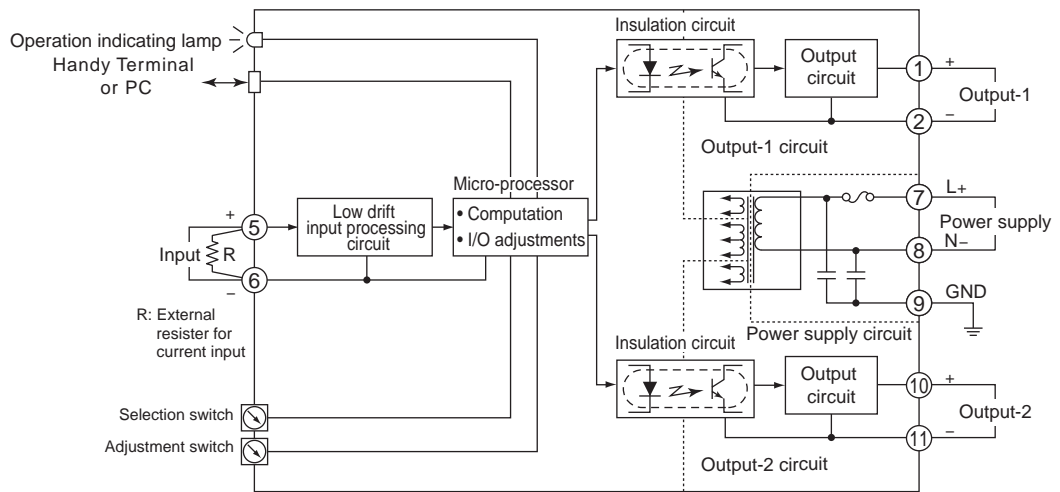 Operation indicating lamp
Handy Terminal
or PC
Insulation circuit
Output
circuit
1
+
Output-1
2
−
Output-1 circuit
Micro-processor
• Computation
• I/O adjustments
Low drift
input processing
circuit
+
5
Input
R
6
−
R: External
resister for
current input
7
L+
Power supply
8
N−
9
GND
Power supply circuit
Insulation circuit
Output
circuit
10
+
Output-2
11
−
Output-2 circuit
Selection switch
Adjustment switch